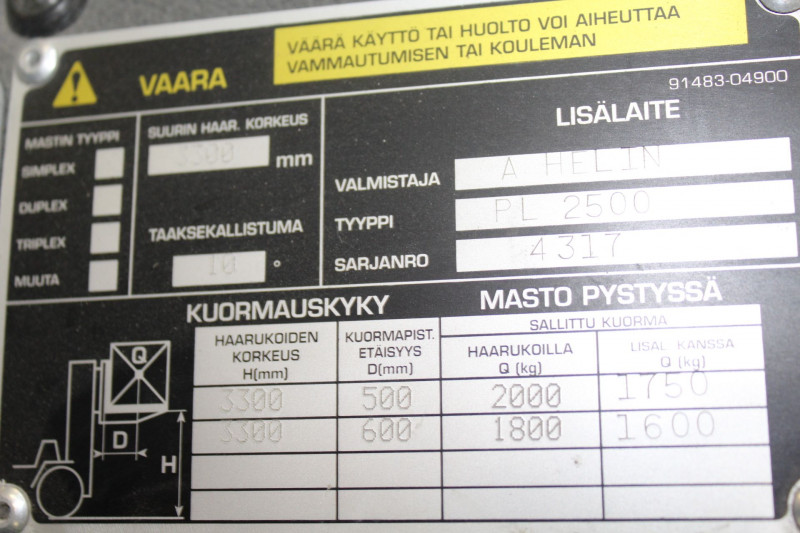 VAARA
VÄÄRÄ KÄYTTÖ TAI HUOLTO VOI AIHEUTTAA
VAMMAUTUMISEN TAI KOULEMAN
91483-04900
MASTIN TYYPPI
SIMPLEX
DUPLEX
TRIPLEX
MUUTA
SUURIN HAAR. KORKEUS
3300 mm
TAAKSEKALLISTUMA
10 °
LISÄLAITE
VALMISTAJA A HELIN
TYYPPI PL 2500
SARJANRO 4317
KUORMAUSKYKY MASTO PYSTYSSÄ
HAARUKOIDEN
KORKEUS
H(mm)
KUORMAPIST.
ETÄISYYS
D(mm)
SALLITTU KUORMA
HAARUKOILLA
Q (kg)
LISÄL. KANSSA
Q (kg)
3300 500 2000 1750
3300 600 1800 1600
Q
D
H